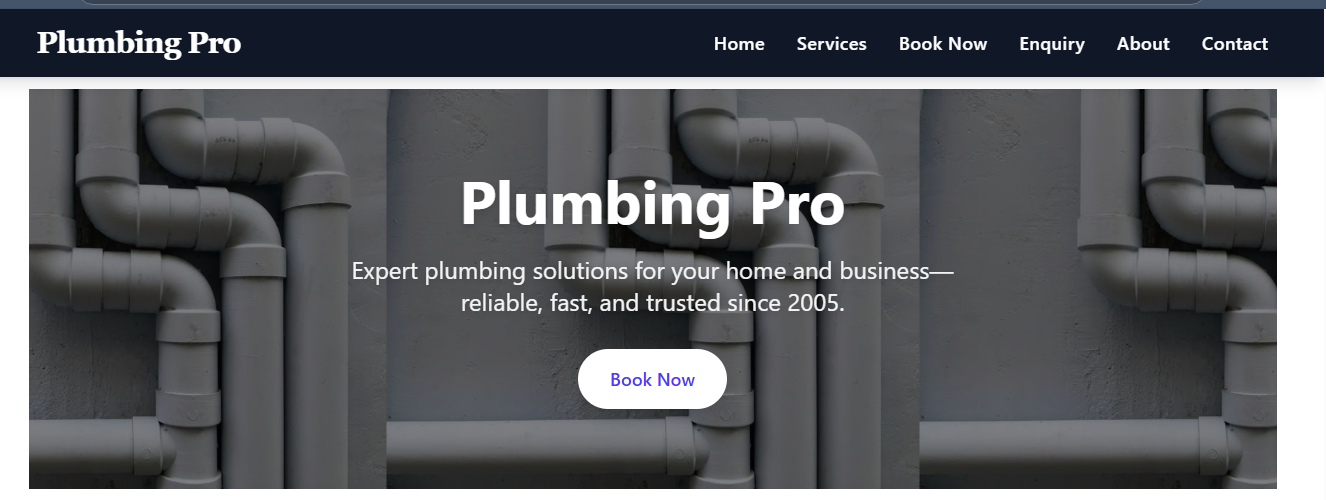 Plumbing Pro
Home Services Book Now Enquiry About Contact
Plumbing Pro
Expert plumbing solutions for your home and business—
reliable, fast, and trusted since 2005.
Book Now